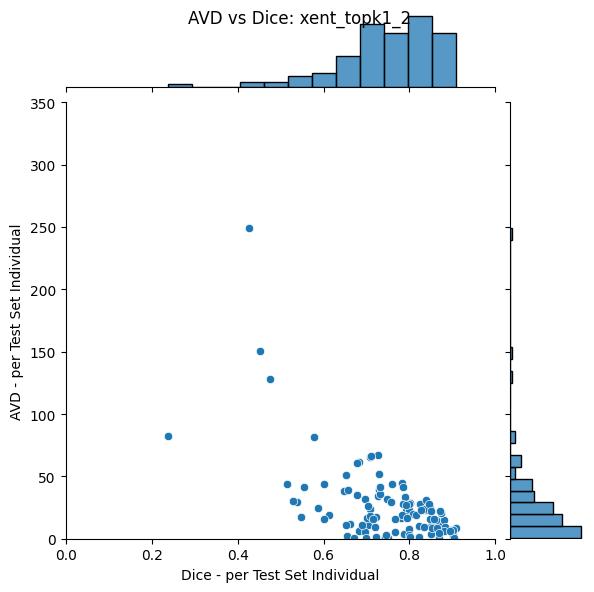 AVD vs Dice: xent_topk1_2
350
300
250
200
150
100
50
0
AVD - per Test Set Individual
0.0 0.2 0.4 0.6 0.8 1.0
Dice - per Test Set Individual